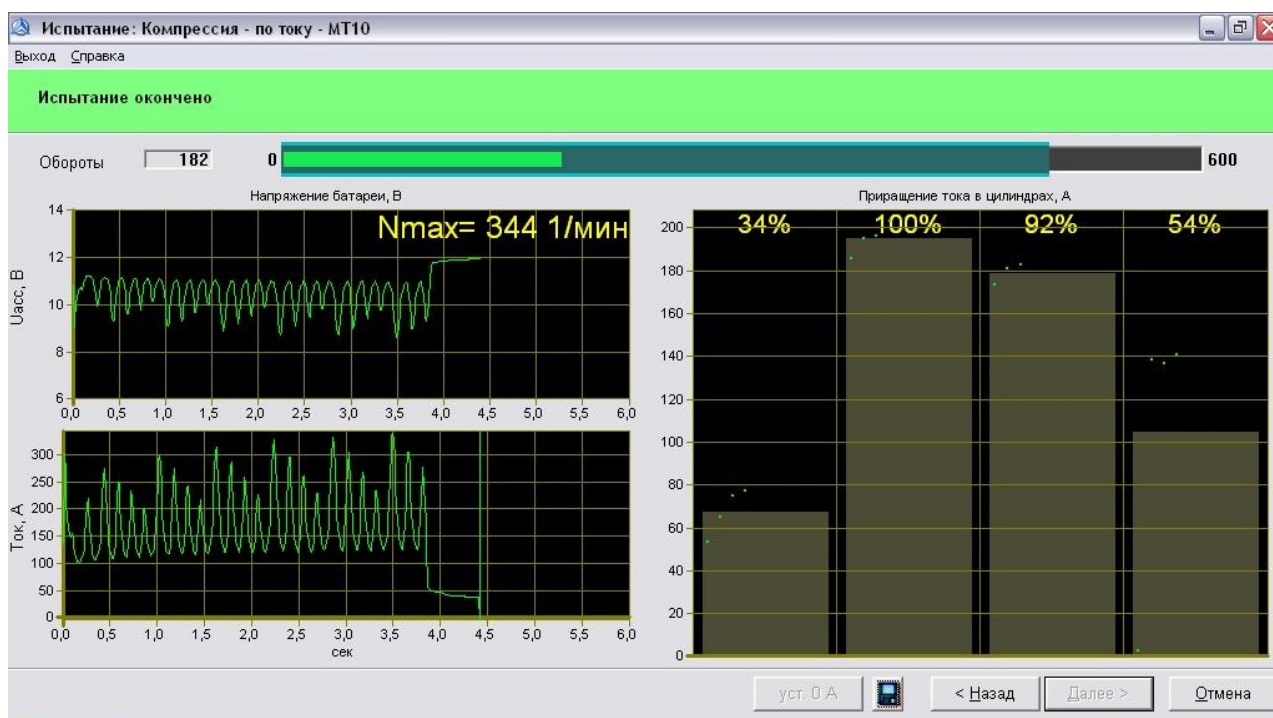 Испытание: Компрессия - по току - МТ10
Выход Справка
Испытание окончено
Обороты 182 0 600
Напряжение батареи, В
Nmax= 344 1/мин
Uacc, В
14
12
10
8
6
0,0 0,5 1,0 1,5 2,0 2,5 3,0 3,5 4,0 4,5 5,0 5,5 6,0
Ток, А
300
250
200
150
100
50
0
0,0 0,5 1,0 1,5 2,0 2,5 3,0 3,5 4,0 4,5 5,0 5,5 6,0
сек
Приращение тока в цилиндрах, А
34% 100% 92% 54%
200
180
160
140
120
100
80
60
40
20
0
уст. 0 А < Назад Далее > Отмена